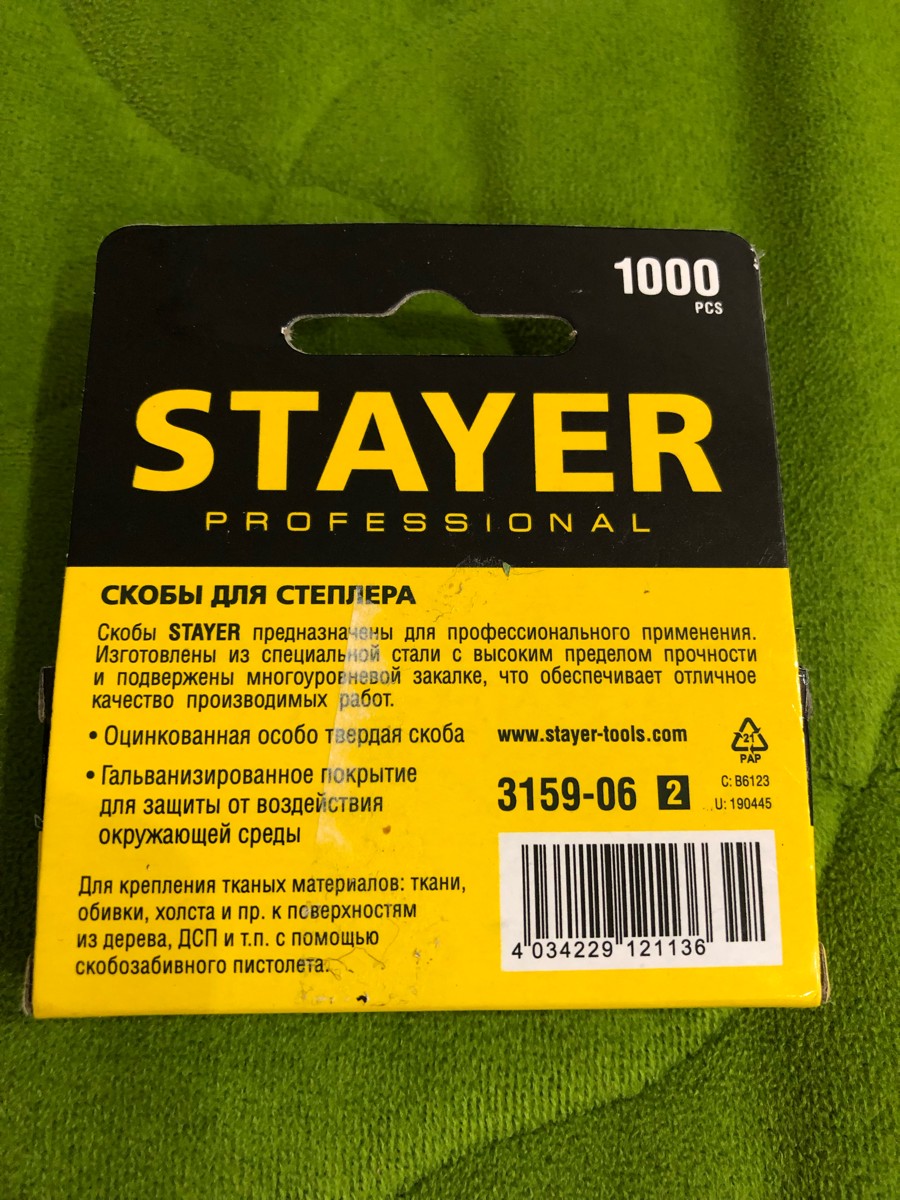 1000
PCS
STAYER
PROFESSIONAL
СКОБЫ ДЛЯ СТЕПЛЕРА
Скобы STAYER предназначены для профессионального применения.
Изготовлены из специальной стали с высоким пределом прочности
и подвержены многоуровневой закалке, что обеспечивает отличное
качество производимых работ.
• Оцинкованная особо твердая скоба
• Гальванизированное покрытие
для защиты от воздействия
окружающей среды
Для крепления тканых материалов: ткани,
обивки, холста и пр. к поверхностям
из дерева, ДСП и т.п. с помощью
скобозабивного пистолета.
www.stayer-tools.com
21
PAP
3159-06 2
C: B6123
U: 190445
4 034229 121136